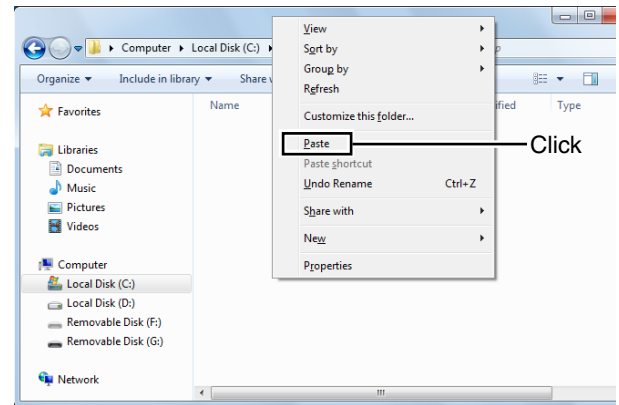 View
Computer Local Disk (C:)
Sort by
Group by
Organize Include in library Share
Refresh
Favorites
Name
Type
Customize this folder...
Libraries
Paste
Click
Documents
Paste shortcut
Music
Undo Rename Ctrl+Z
Pictures
Share with
Videos
New
Computer
Properties
Local Disk (C:)
Local Disk (D:)
Removable Disk (F:)
Removable Disk (G:)
Network